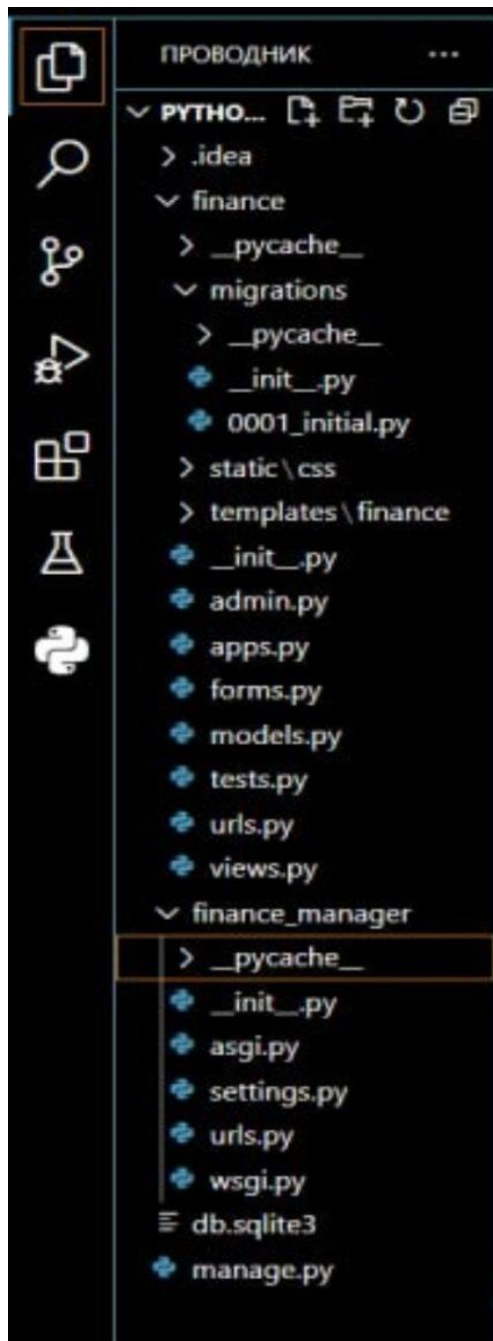 ПРОВОДНИК ...
PYTHO...
.idea
finance
__pycache__
migrations
__pycache__
__init__.py
0001_initial.py
static\css
templates\finance
__init__.py
admin.py
apps.py
forms.py
models.py
tests.py
urls.py
views.py
finance_manager
__pycache__
__init__.py
asgi.py
settings.py
urls.py
wsgi.py
db.sqlite3
manage.py